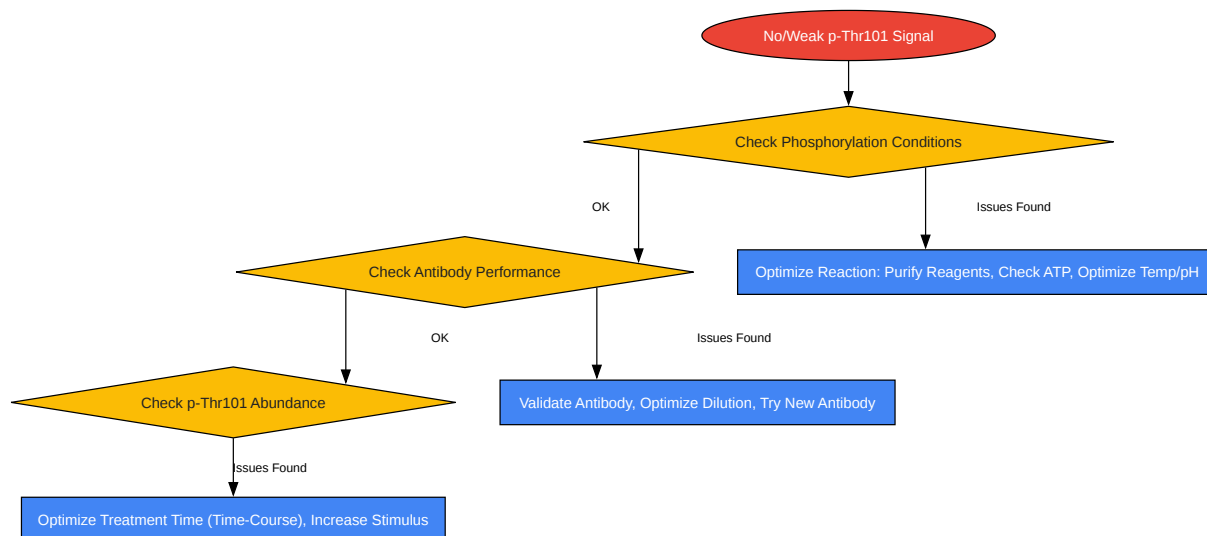 No/Weak p-Thr101 Signal
Check Phosphorylation Conditions
OK
Issues Found
Check Antibody Performance
Optimize Reaction: Purify Reagents, Check ATP, Optimize Temp/pH
OK
Issues Found
Check p-Thr101 Abundance
Validate Antibody, Optimize Dilution, Try New Antibody
Issues Found
Optimize Treatment Time (Time-Course), Increase Stimulus